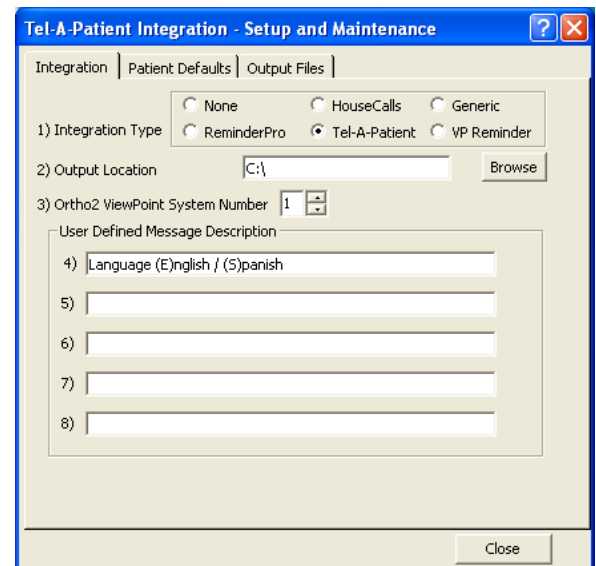 Tel-A-Patient Integration - Setup and Maintenance
Integration Patient Defaults Output Files
None HouseCalls Generic
1) Integration Type ReminderPro Tel-A-Patient VP Reminder
2) Output Location C:\ Browse
3) Ortho2 ViewPoint System Number 1
User Defined Message Description
4) Language (E)nglish / (S)panish
5)
6)
7)
8)
Close